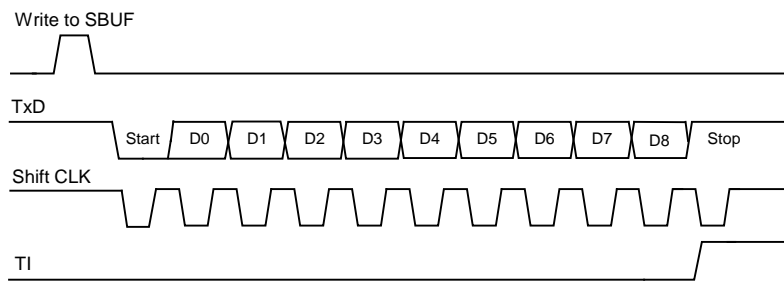 Write to SBUF
TxD
Start D0 D1 D2 D3 D4 D5 D6 D7 D8 Stop
Shift CLK
TI